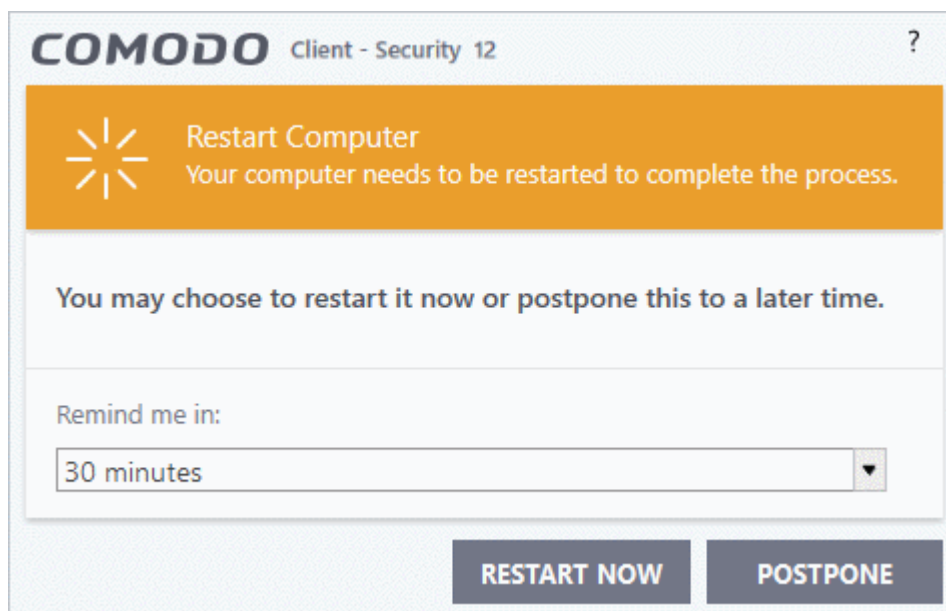 COMODO Client - Security 12 ?
Restart Computer
Your computer needs to be restarted to complete the process.
You may choose to restart it now or postpone this to a later time.
Remind me in:
30 minutes
RESTART NOW POSTPONE